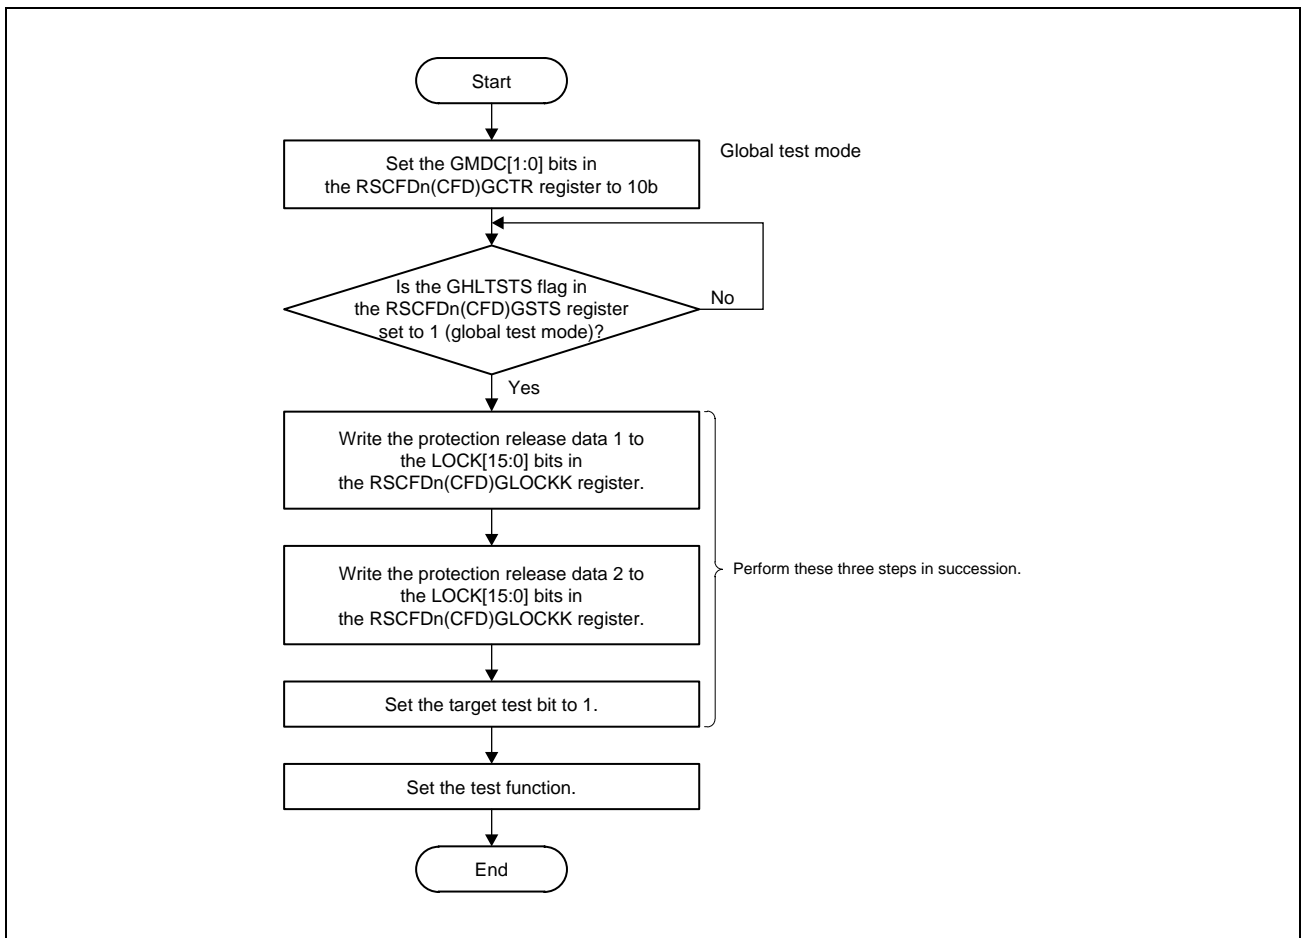 Start
Set the GMDC[1:0] bits in
the RSCFDn(CFD)GCTR register to 10b
Global test mode
Is the GHLTSTS flag in
the RSCFDn(CFD)GSTS register
set to 1 (global test mode)?
No
Yes
Write the protection release data 1 to
the LOCK[15:0] bits in
the RSCFDn(CFD)GLOCKK register.
Write the protection release data 2 to
the LOCK[15:0] bits in
the RSCFDn(CFD)GLOCKK register.
Perform these three steps in succession.
Set the target test bit to 1.
Set the test function.
End